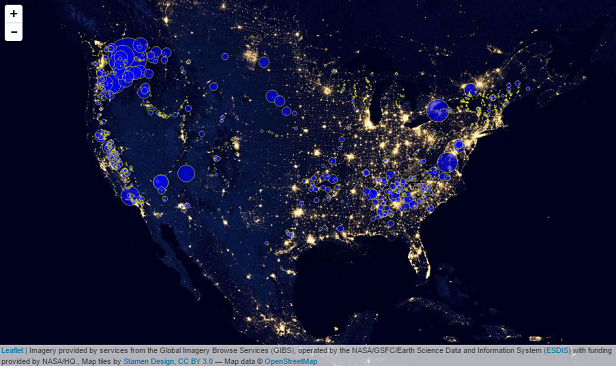 +
-
Leaflet | Imagery provided by services from the Global Imagery Browse Services (GIBS), operated by the NASA/GSFC/Earth Science Data and Information System (ESDIS) with funding
provided by NASA/HQ., Map tiles by Stamen Design, CC BY 3.0 — Map data © OpenStreetMap